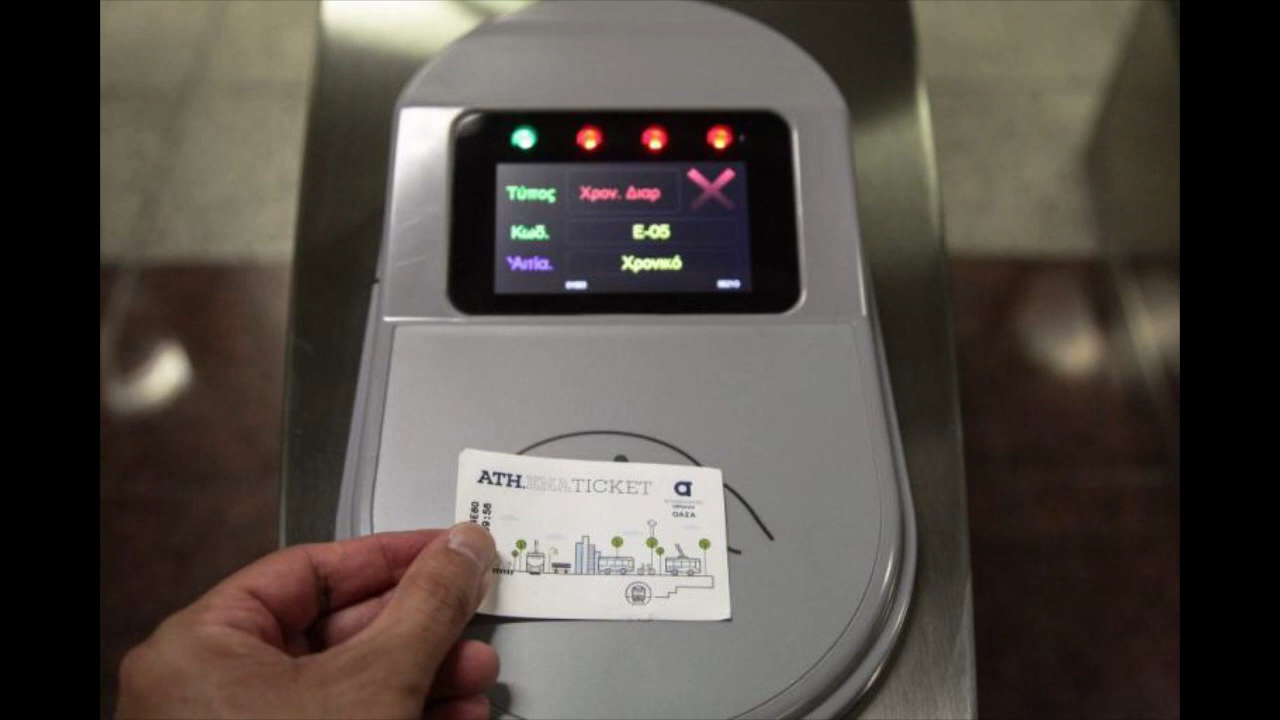 Τύπος Χρον. Διαρ
Κωδ. Ε-05
Αιτία. Χρονικό
ATH.ENA TICKET
ΟΑΣΑ